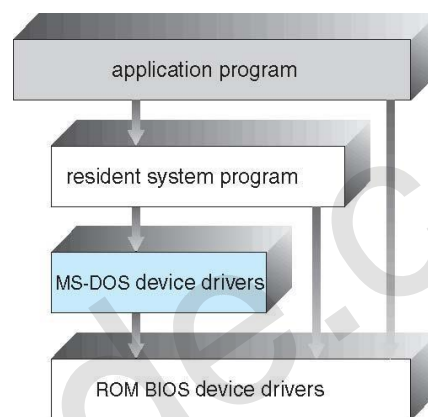 application program
resident system program
MS-DOS device drivers
ROM BIOS device drivers